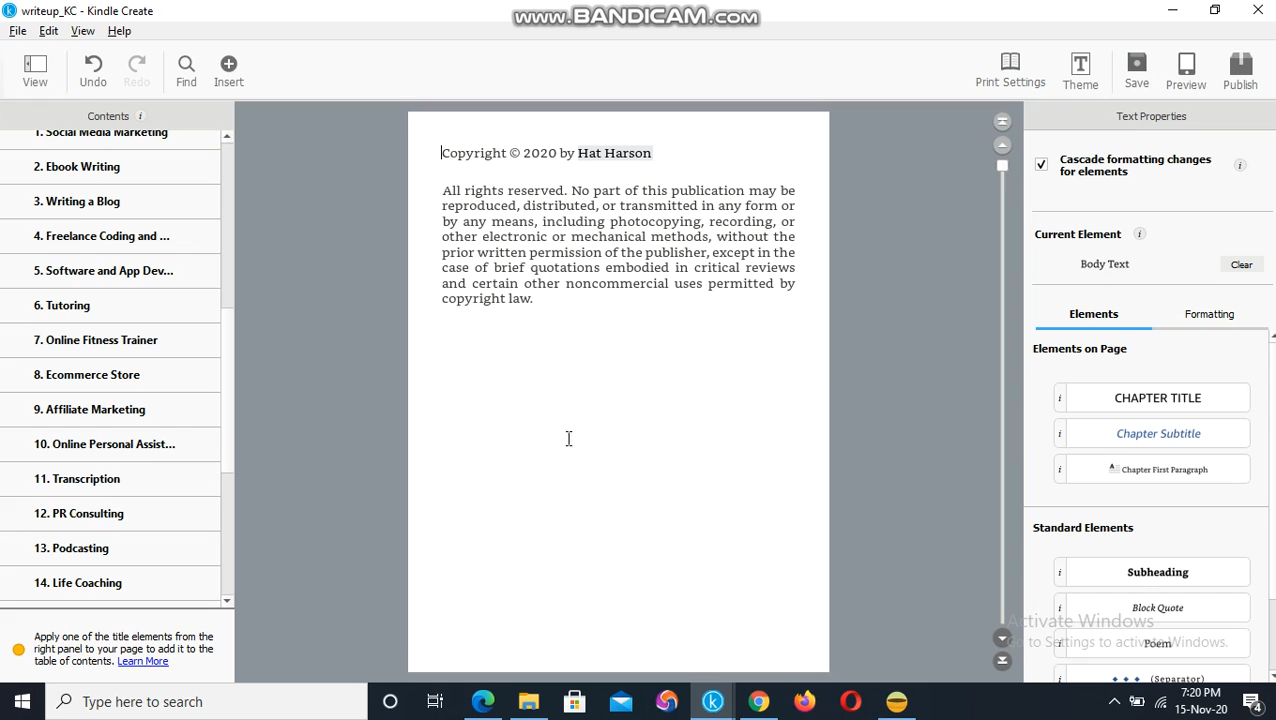 writeup_KC - Kindle Create
www.BANDICAM.com
File Edit View Help
View Undo Redo Find Insert
Print Settings Theme Save Preview Publish
Contents
1. Social Media Marketing
2. Ebook Writing
3. Writing a Blog
4. Freelance Coding and ...
5. Software and App Dev...
6. Tutoring
7. Online Fitness Trainer
8. Ecommerce Store
9. Affiliate Marketing
10. Online Personal Assist...
11. Transcription
12. PR Consulting
13. Podcasting
14. Life Coaching
Apply one of the title elements from the
right panel to your page to add it to the
table of contents. Learn More
Copyright © 2020 by Hat Harson
All rights reserved. No part of this publication may be
reproduced, distributed, or transmitted in any form or
by any means, including photocopying, recording, or
other electronic or mechanical methods, without the
prior written permission of the publisher, except in the
case of brief quotations embodied in critical reviews
and certain other noncommercial uses permitted by
copyright law.
Text Properties
Cascade formatting changes
for elements
Current Element
Body Text Clear
Elements Formatting
Elements on Page
CHAPTER TITLE
Chapter Subtitle
Chapter First Paragraph
Standard Elements
Subheading
Block Quote
Poem
(Separator)
Activate Windows
Go to Settings to activate Windows.
Type here to search
7:20 PM
15-Nov-20
4